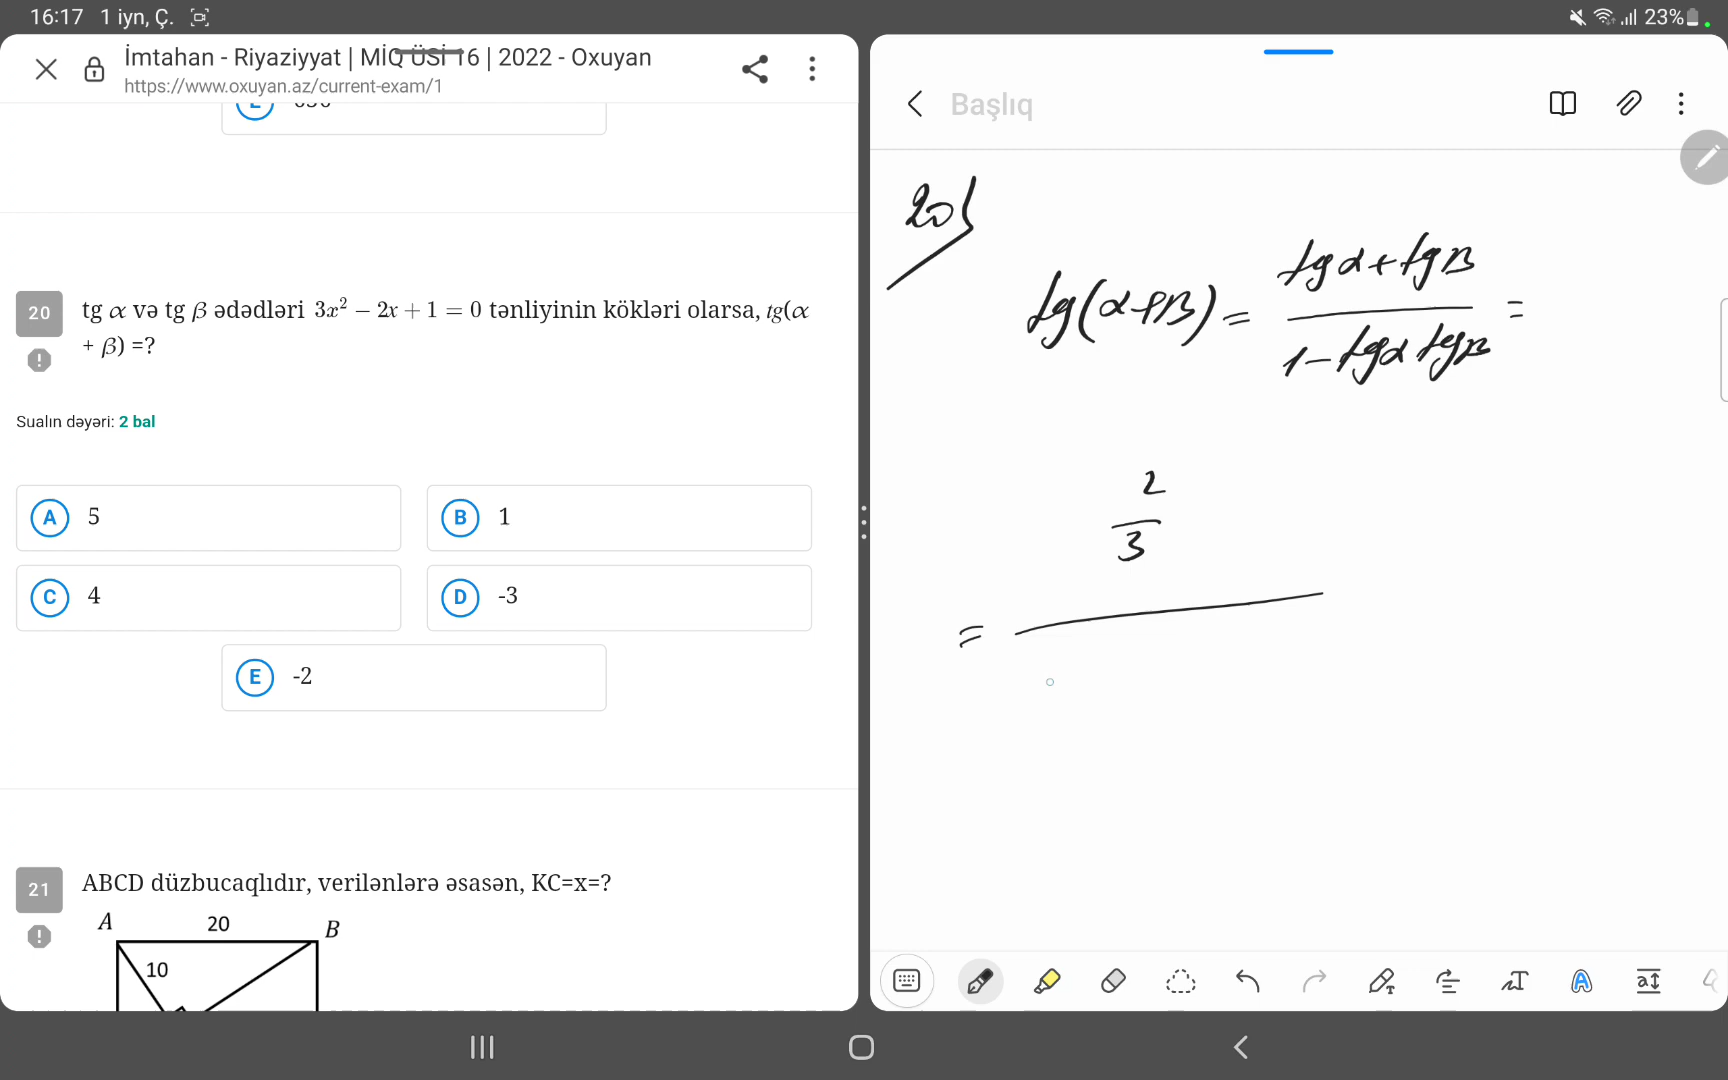 16:17 1 iyn, Ç.
23%
İmtahan - Riyaziyyat | MİQ ÜSİ 16 | 2022 - Oxuyan
https://www.oxuyan.az/current-exam/1
20 tg α və tg β ədədləri 3x² − 2x + 1 = 0 tənliyinin kökləri olarsa, tg(α
+ β) =?
Sualın dəyəri: 2 bal
A 5
B 1
C 4
D -3
E -2
21 ABCD düzbucaqlıdır, verilənlərə əsasən, KC=x=?
A 20 B
10
Başlıq
20)
tg(α+β) = tgα+tgβ / 1-tgα tgβ =
= 2/3